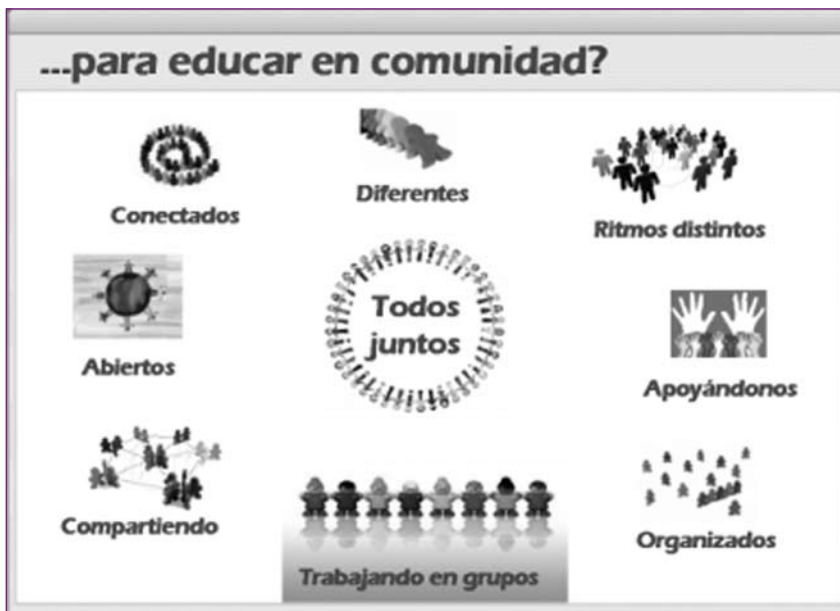 ...para educar en comunidad?
Conectados
Diferentes
Ritmos distintos
Abiertos
Todos
juntos
Apoyándonos
Compartiendo
Trabajando en grupos
Organizados